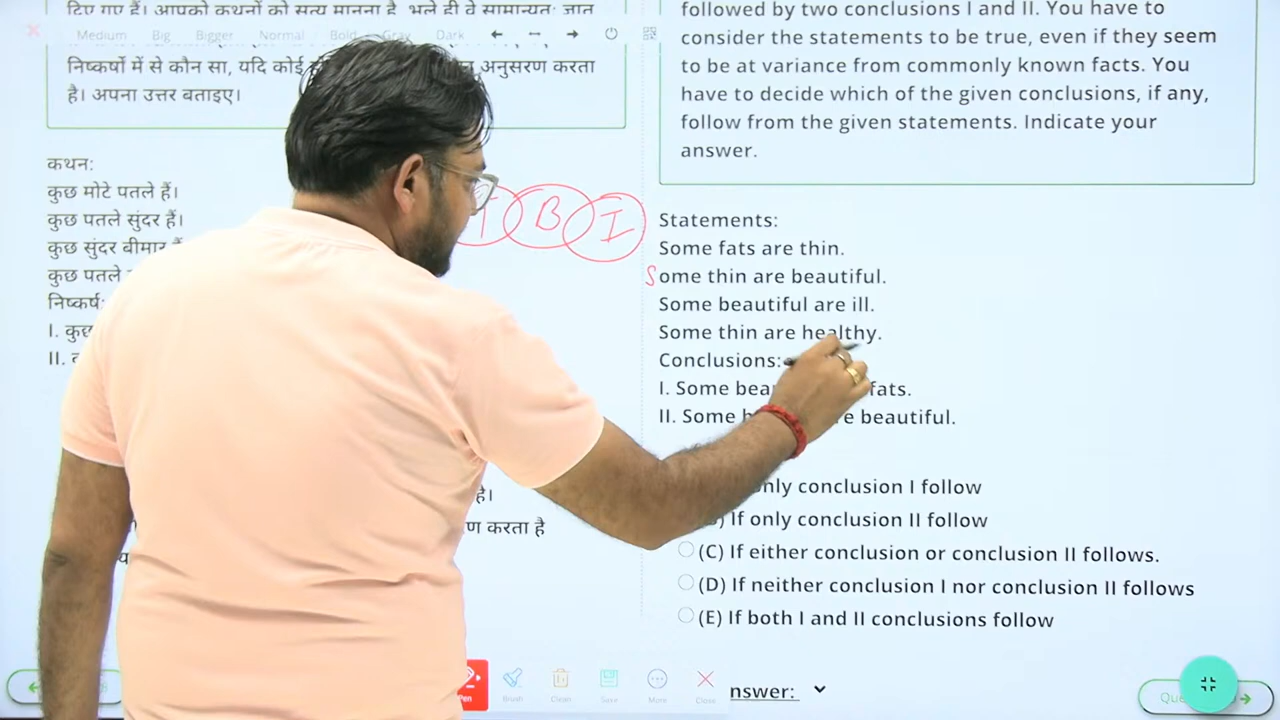 दिए गए हैं। आपको कथनों को सत्य मानना है, भले ही वे सामान्यतः ज्ञात
Medium Big Bigger Normal Bold Gray Dark
निष्कर्षों में से कौन सा, यदि कोई अनुसरण करता
है। अपना उत्तर बताइए।
कथन:
कुछ मोटे पतले हैं।
कुछ पतले सुंदर हैं।
कुछ सुंदर बीमार
कुछ पतले
निष्कर्ष:
I. कुछ
II.
है।
करता है
B I
followed by two conclusions I and II. You have to
consider the statements to be true, even if they seem
to be at variance from commonly known facts. You
have to decide which of the given conclusions, if any,
follow from the given statements. Indicate your
answer.
Statements:
Some fats are thin.
Some thin are beautiful.
Some beautiful are ill.
Some thin are healthy.
Conclusions:
I. Some fats.
II. Some beautiful.
only conclusion I follow
If only conclusion II follow
(C) If either conclusion or conclusion II follows.
(D) If neither conclusion I nor conclusion II follows
(E) If both I and II conclusions follow
Pen Brush Clean Save More Close